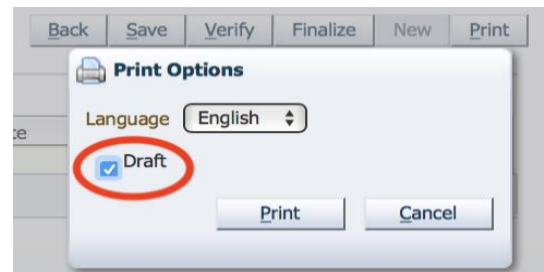 Back Save Verify Finalize New Print
Print Options
Language English
Draft
Print Cancel